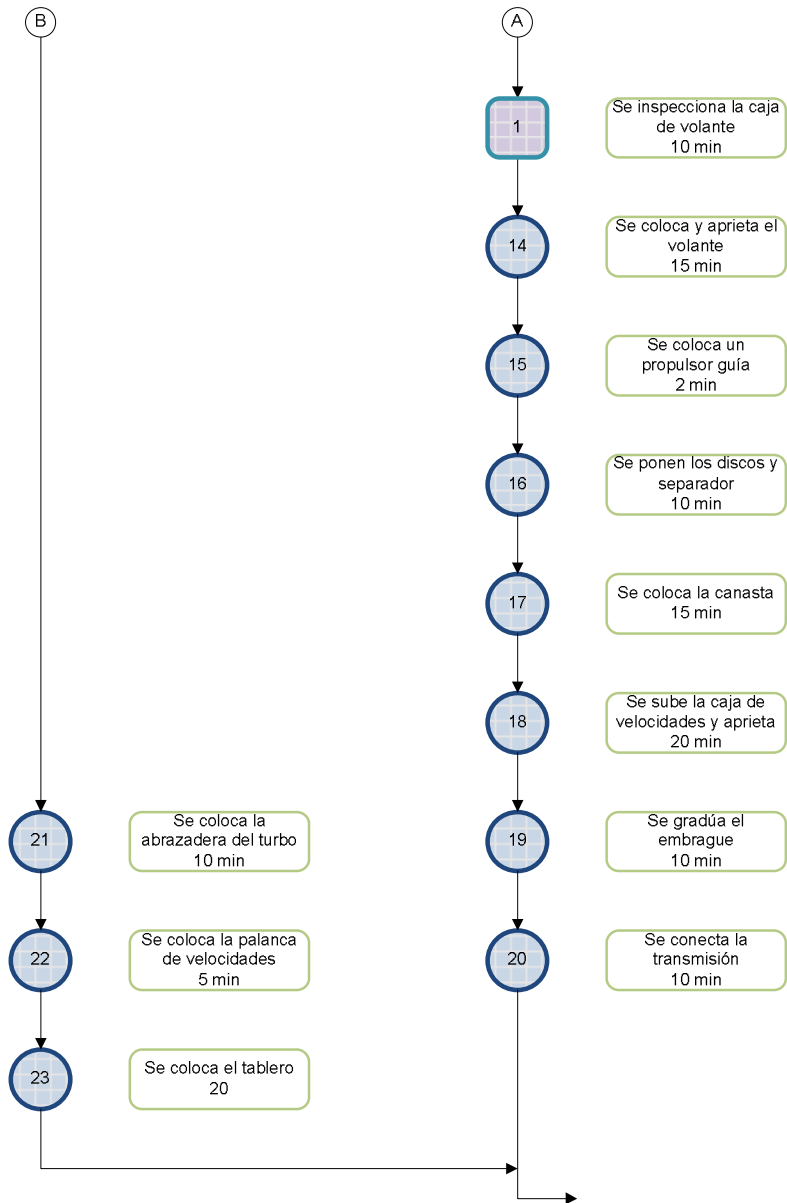 B
A
1
Se inspecciona la caja
de volante
10 min
14
Se coloca y aprieta el
volante
15 min
15
Se coloca un
propulsor guía
2 min
16
Se ponen los discos y
separador
10 min
17
Se coloca la canasta
15 min
18
Se sube la caja de
velocidades y aprieta
20 min
21
Se coloca la
abrazadera del turbo
10 min
19
Se gradúa el
embrague
10 min
22
Se coloca la palanca
de velocidades
5 min
20
Se conecta la
transmisión
10 min
23
Se coloca el tablero
20